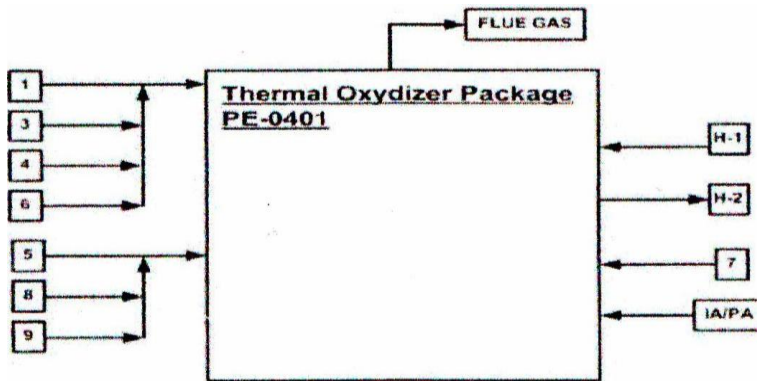 FLUE GAS
1
Thermal Oxydizer Package
PE-0401
3
4
6
H-1
H-2
5
7
8
9
IA/PA